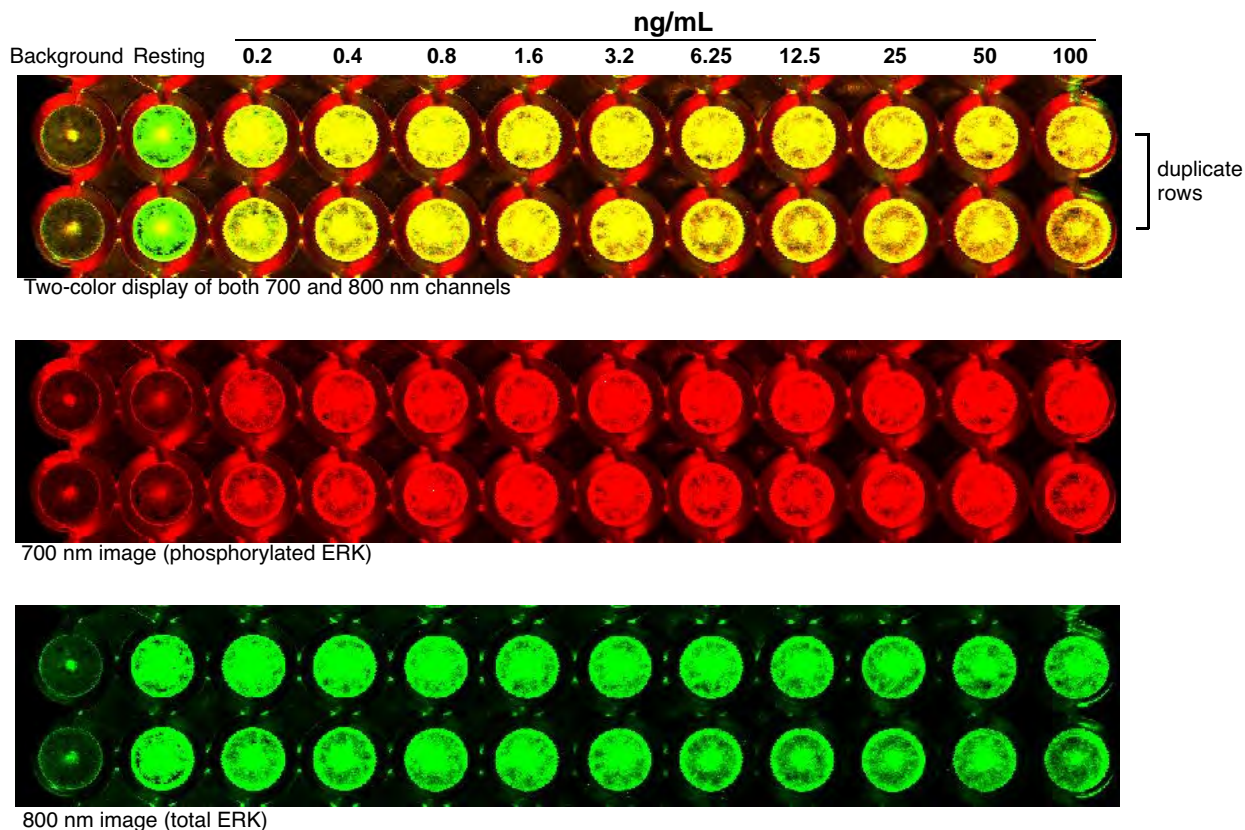 ng/mL
Background Resting 0.2 0.4 0.8 1.6 3.2 6.25 12.5 25 50 100
duplicate
rows
Two-color display of both 700 and 800 nm channels
700 nm image (phosphorylated ERK)
800 nm image (total ERK)